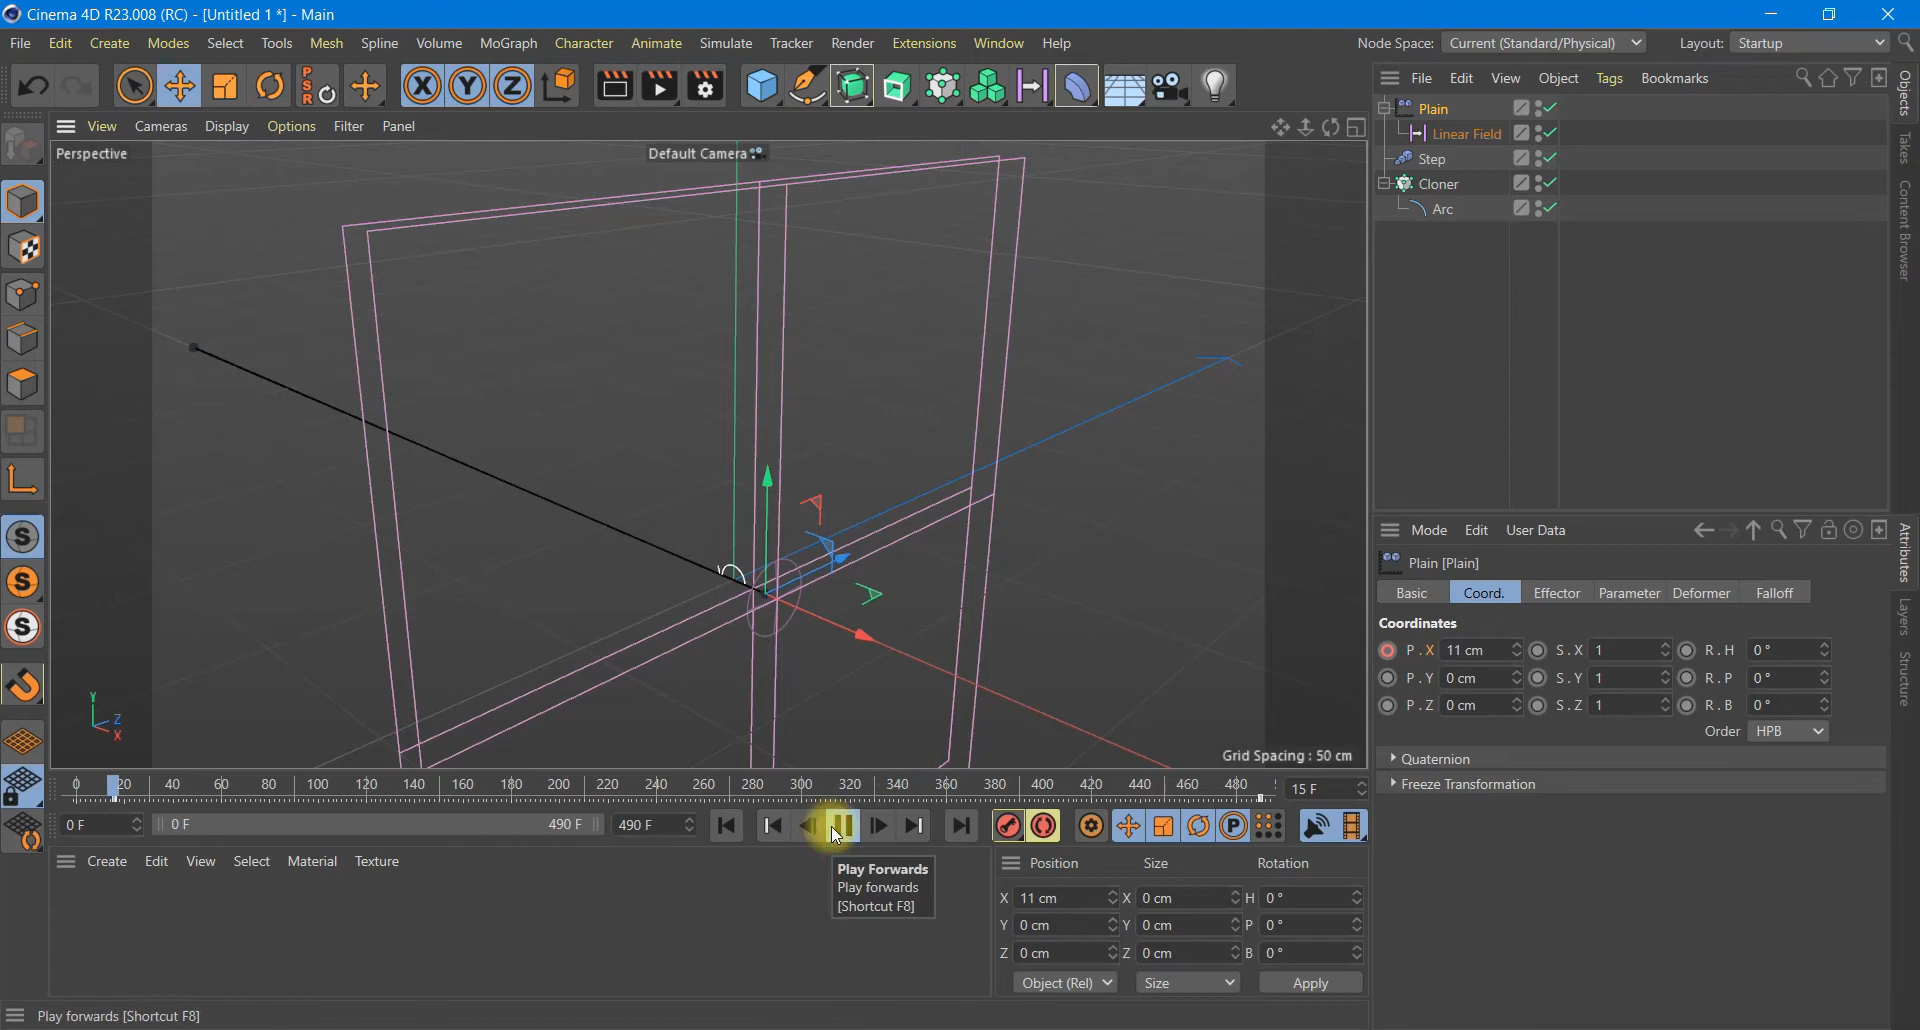 Cinema 4D R23.008 (RC) - [Untitled 1 *] - Main
File Edit Create Modes Select Tools Mesh Spline Volume MoGraph Character Animate Simulate Tracker Render Extensions Window Help
Node Space: Current (Standard/Physical) Layout: Startup
PSR X Y Z
File Edit View Object Tags Bookmarks
Objects
Takes
Content Browser
View Cameras Display Options Filter Panel
Perspective
Default Camera
Plain
Linear Field
Step
Cloner
Arc
Mode Edit User Data
Attributes
Layers
Structure
Plain [Plain]
Basic Coord. Effector Parameter Deformer Falloff
Coordinates
P . X 11 cm S . X 1 R . H 0 °
P . Y 0 cm S . Y 1 R . P 0 °
P . Z 0 cm S . Z 1 R . B 0 °
Order HPB
Quaternion
Freeze Transformation
S
S
S
Y
Z
X
Grid Spacing : 50 cm
0 20 40 60 80 100 120 140 160 180 200 220 240 260 280 300 320 340 360 380 400 420 440 460 480
15 F
0 F 0 F 490 F 490 F
P
Play Forwards
Play forwards
[Shortcut F8]
Create Edit View Select Material Texture
Position Size Rotation
X 11 cm X 0 cm H 0 °
Y 0 cm Y 0 cm P 0 °
Z 0 cm Z 0 cm B 0 °
Object (Rel) Size Apply
Play forwards [Shortcut F8]